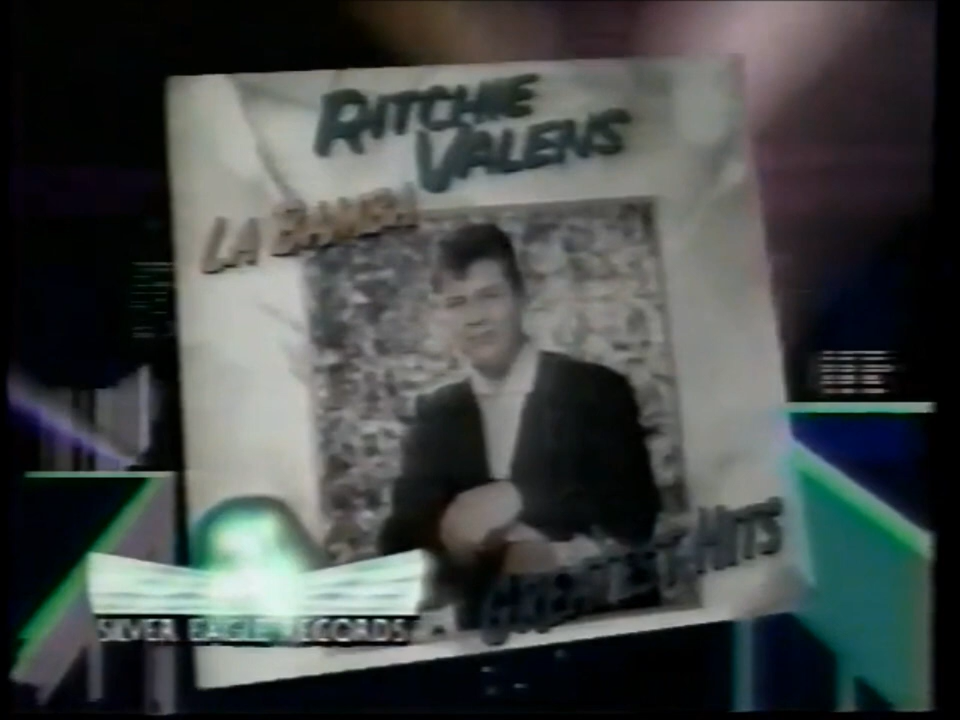 RITCHIE
VALENS
LA BAMBA
GREATEST HITS
SILVER EAGLE RECORDS